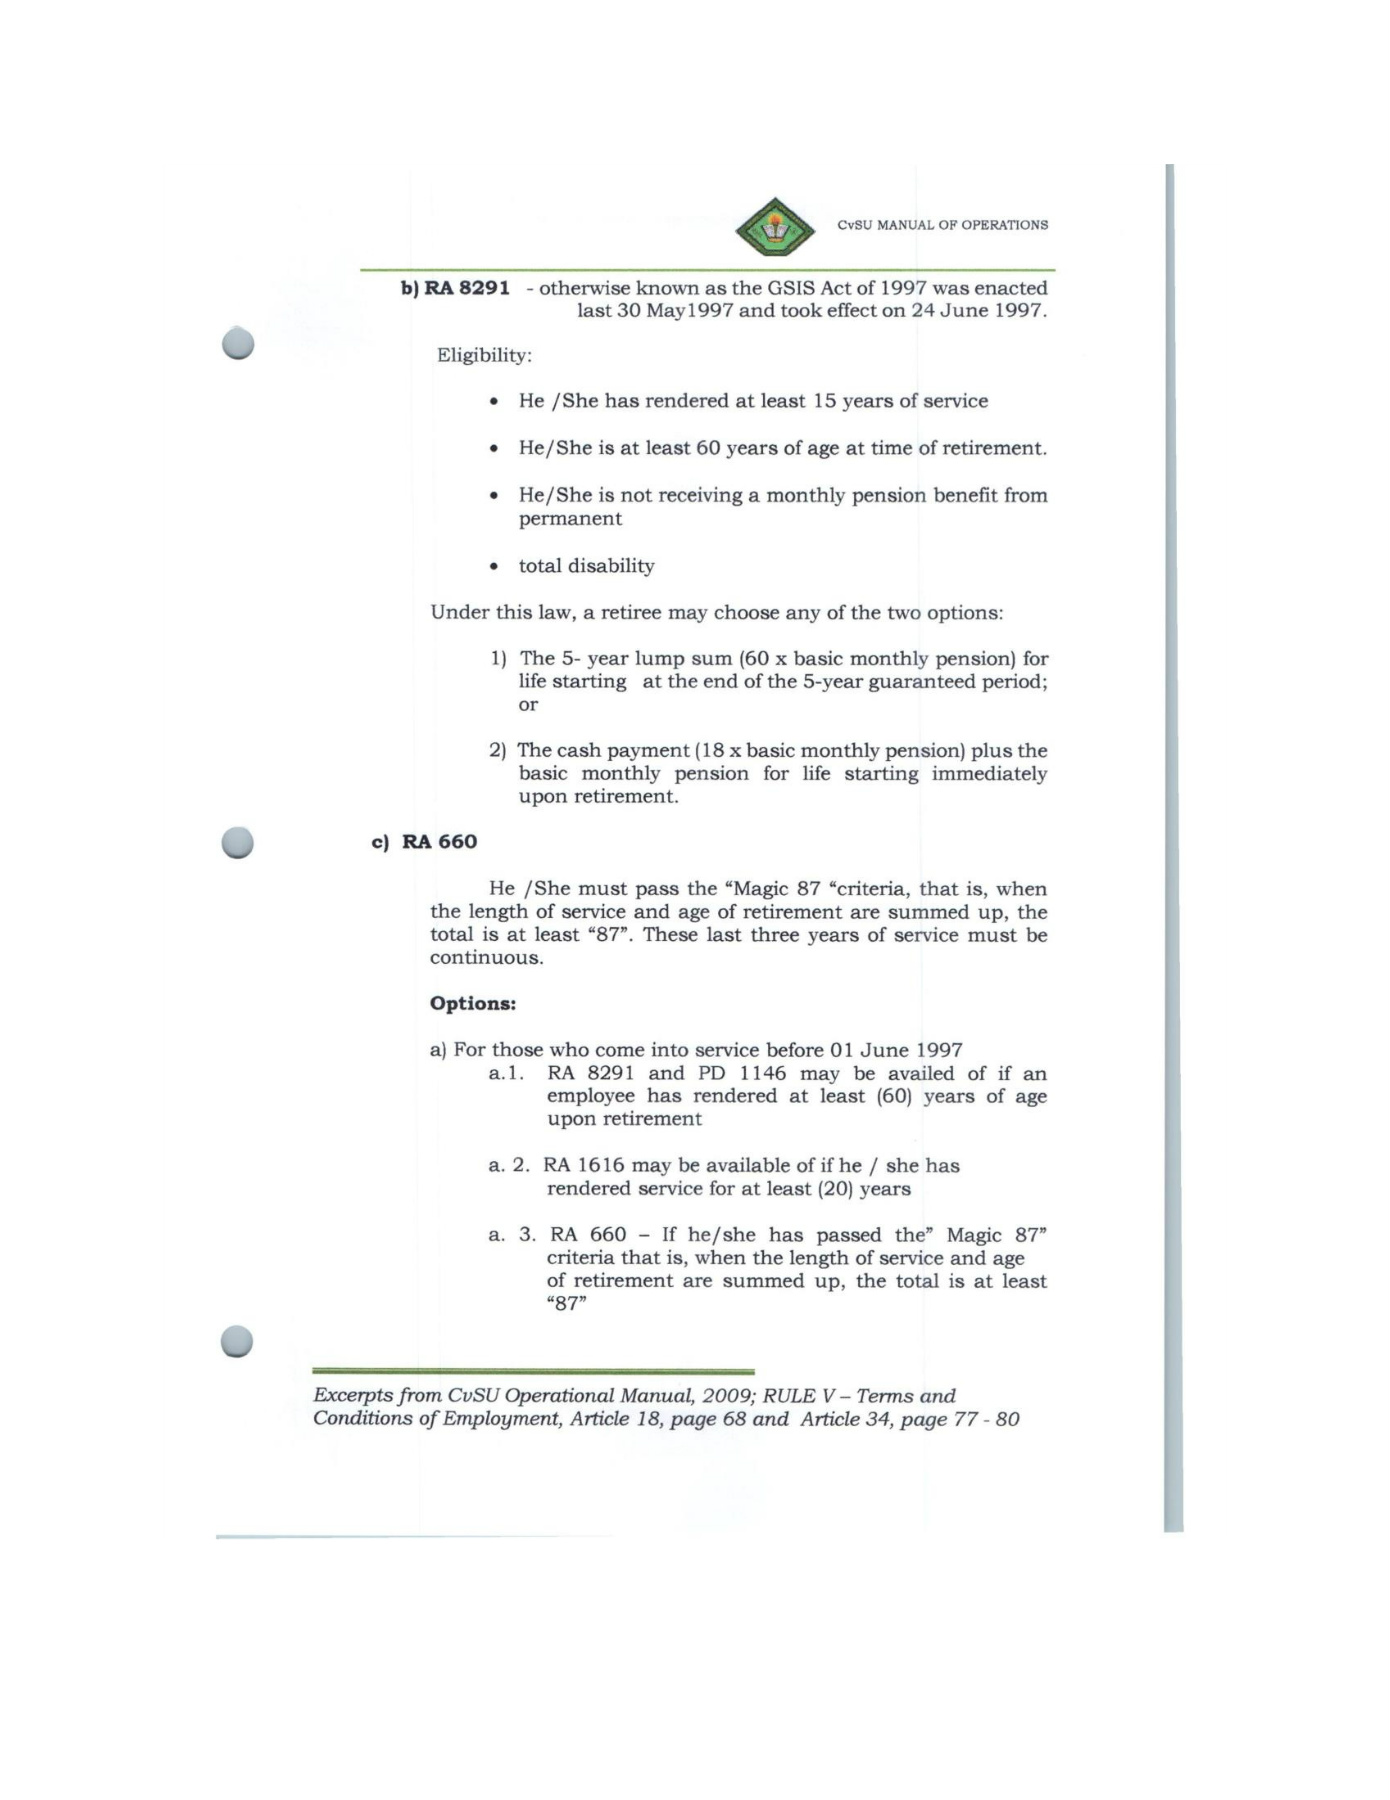 CvSU MANUAL OF OPERATIONS
b) RA 8291 - otherwise known as the GSIS Act of 1997 was enacted
last 30 May1997 and took effect on 24 June 1997.
Eligibility:
• He /She has rendered at least 15 years of service
• He/She is at least 60 years of age at time of retirement.
• He/She is not receiving a monthly pension benefit from
permanent
• total disability
Under this law, a retiree may choose any of the two options:
1) The 5- year lump sum (60 x basic monthly pension) for
life starting at the end of the 5-year guaranteed period;
or
2) The cash payment (18 x basic monthly pension) plus the
basic monthly pension for life starting immediately
upon retirement.
c) RA 660
He /She must pass the “Magic 87 “criteria, that is, when
the length of service and age of retirement are summed up, the
total is at least “87”. These last three years of service must be
continuous.
Options:
a) For those who come into service before 01 June 1997
a.1. RA 8291 and PD 1146 may be availed of if an
employee has rendered at least (60) years of age
upon retirement
a. 2. RA 1616 may be available of if he / she has
rendered service for at least (20) years
a. 3. RA 660 – If he/she has passed the” Magic 87”
criteria that is, when the length of service and age
of retirement are summed up, the total is at least
“87”
Excerpts from CvSU Operational Manual, 2009; RULE V – Terms and
Conditions of Employment, Article 18, page 68 and Article 34, page 77 - 80